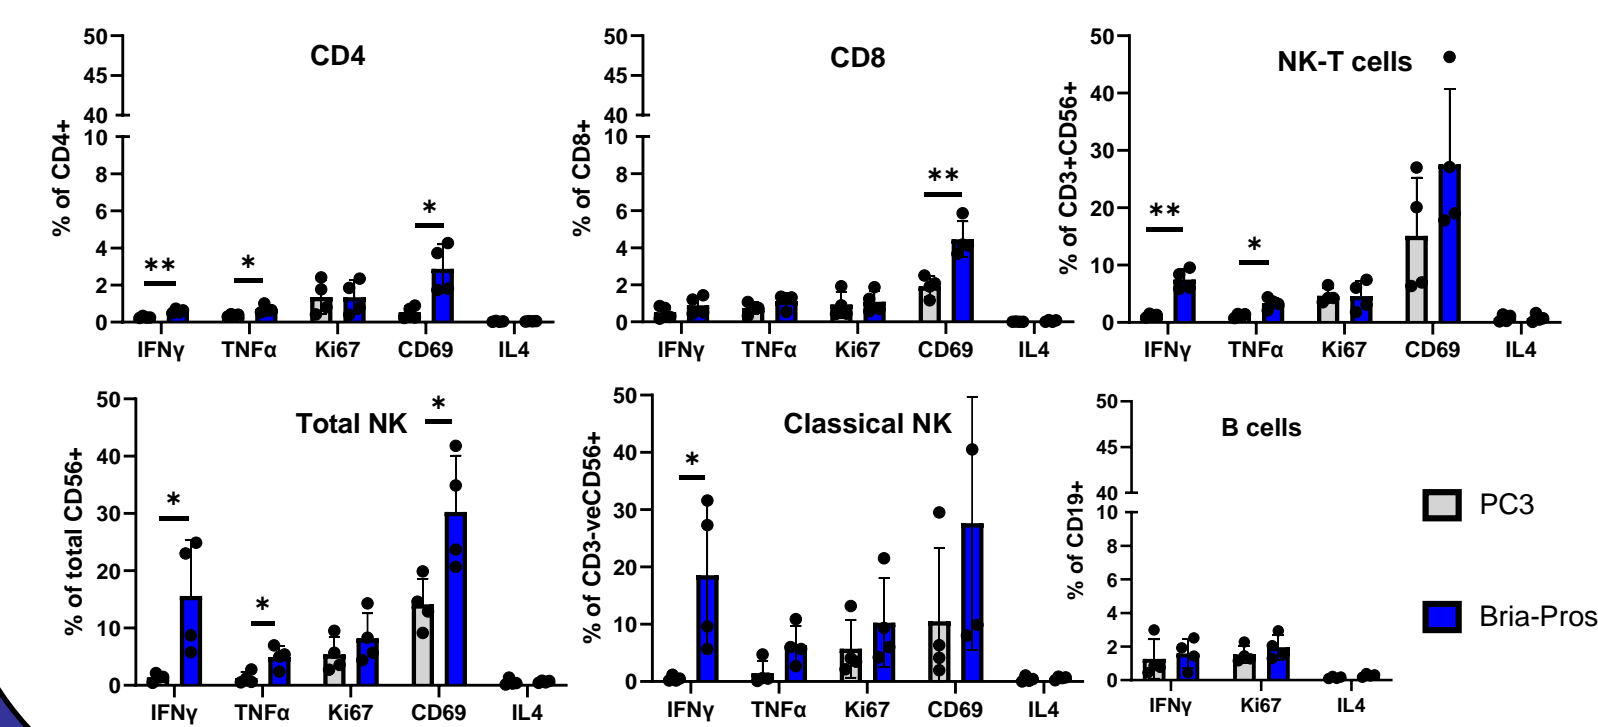 CD4
% of CD4+
50
45
40
10
8
6
4
2
0
** * *
IFNγ TNFα Ki67 CD69 IL4
CD8
% of CD8+
50
45
40
10
8
6
4
2
0
**
IFNγ TNFα Ki67 CD69 IL4
NK-T cells
% of CD3+CD56+
50
40
30
20
10
0
** *
IFNγ TNFα Ki67 CD69 IL4
Total NK
% of total CD56+
50
40
30
20
10
0
* * *
IFNγ TNFα Ki67 CD69 IL4
Classical NK
% of CD3-veCD56+
50
40
30
20
10
0
*
IFNγ TNFα Ki67 CD69 IL4
B cells
% of CD19+
50
45
40
10
8
6
4
2
0
IFNγ Ki67 IL4
PC3
Bria-Pros